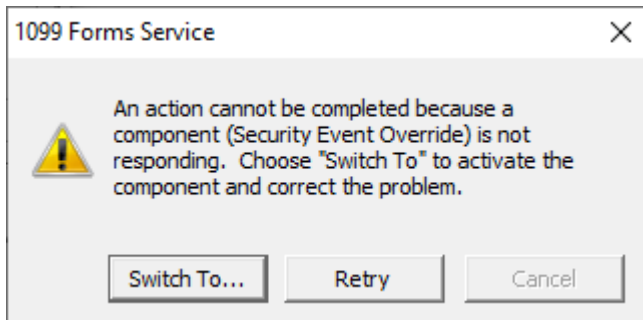 1099 Forms Service
An action cannot be completed because a
component (Security Event Override) is not
responding.  Choose "Switch To" to activate the
component and correct the problem.
Switch To...
Retry
Cancel